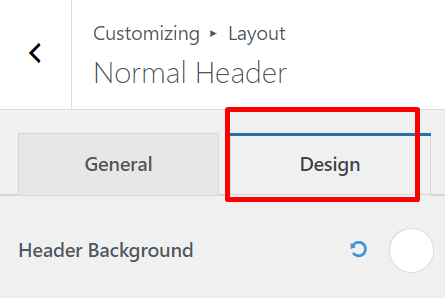 Customizing ▸ Layout
Normal Header
General Design
Header Background